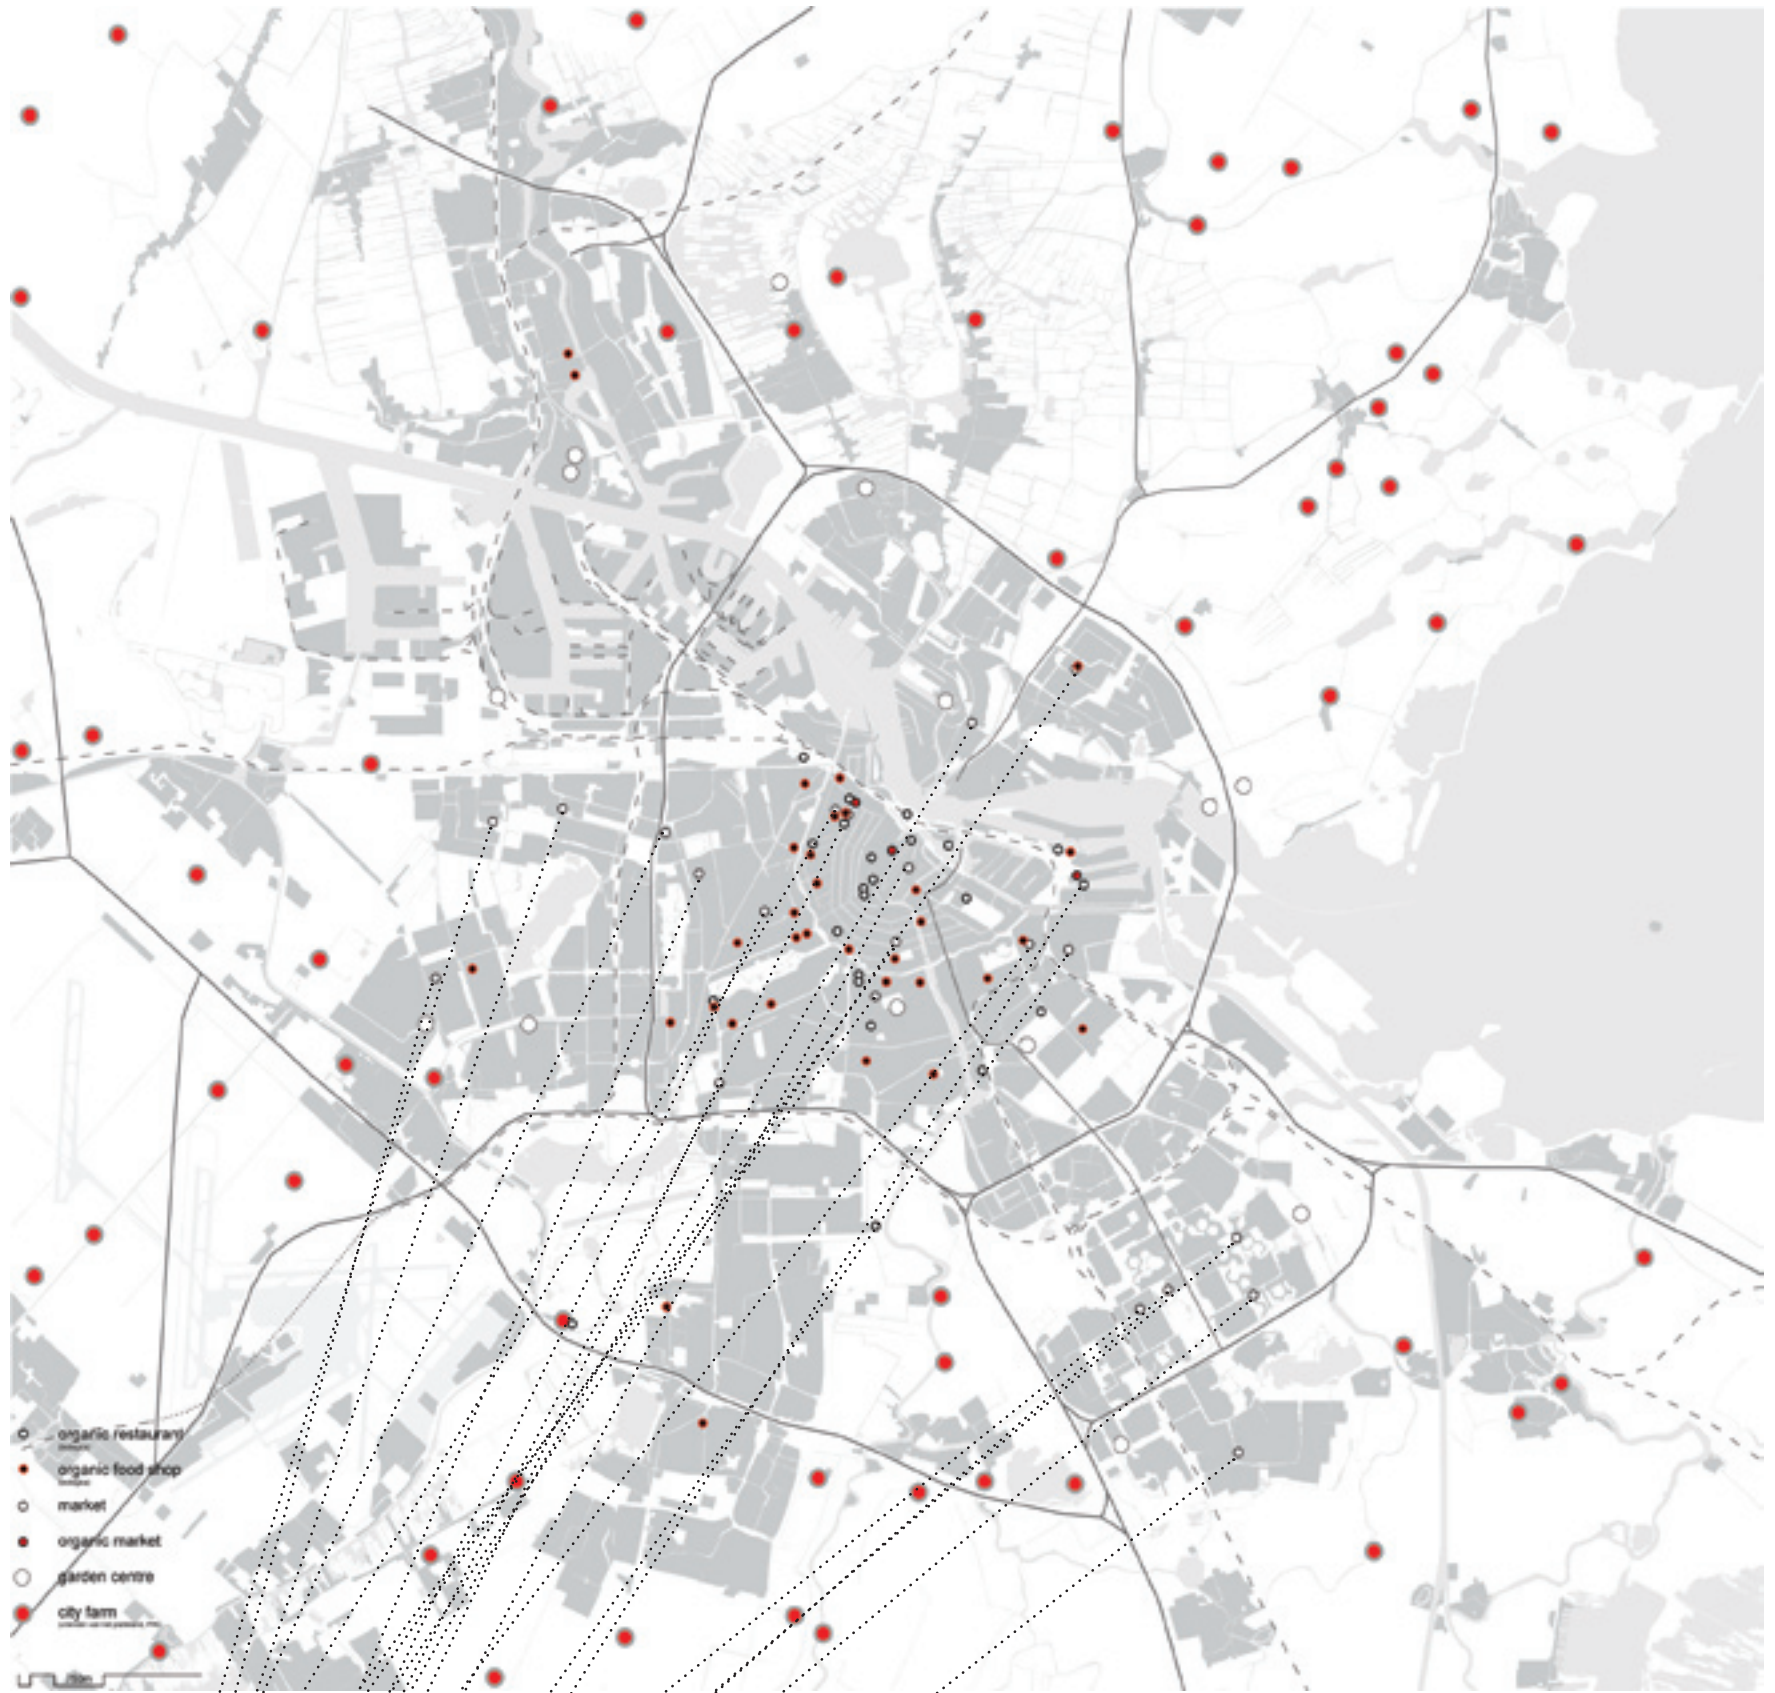 organic restaurant
organic food shop
market
organic market
garden centre
city farm